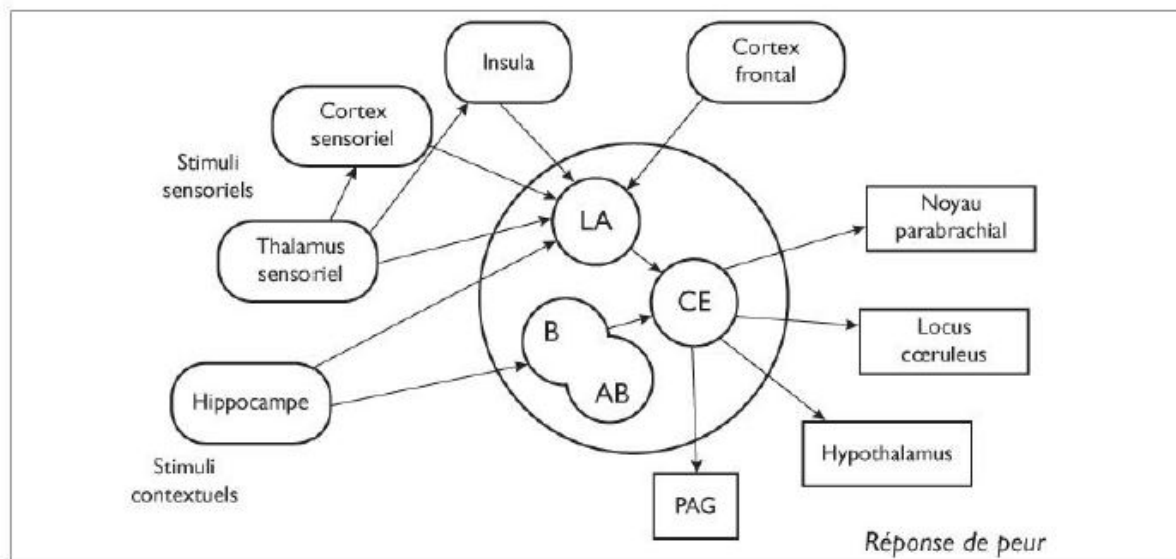 Insula
Cortex
frontal
Cortex
sensoriel
Stimuli
sensoriels
LA
Noyau
parabrachial
Thalamus
sensoriel
CE
B
Locus
cœruleus
AB
Hippocampe
Hypothalamus
Stimuli
contextuels
PAG
Réponse de peur